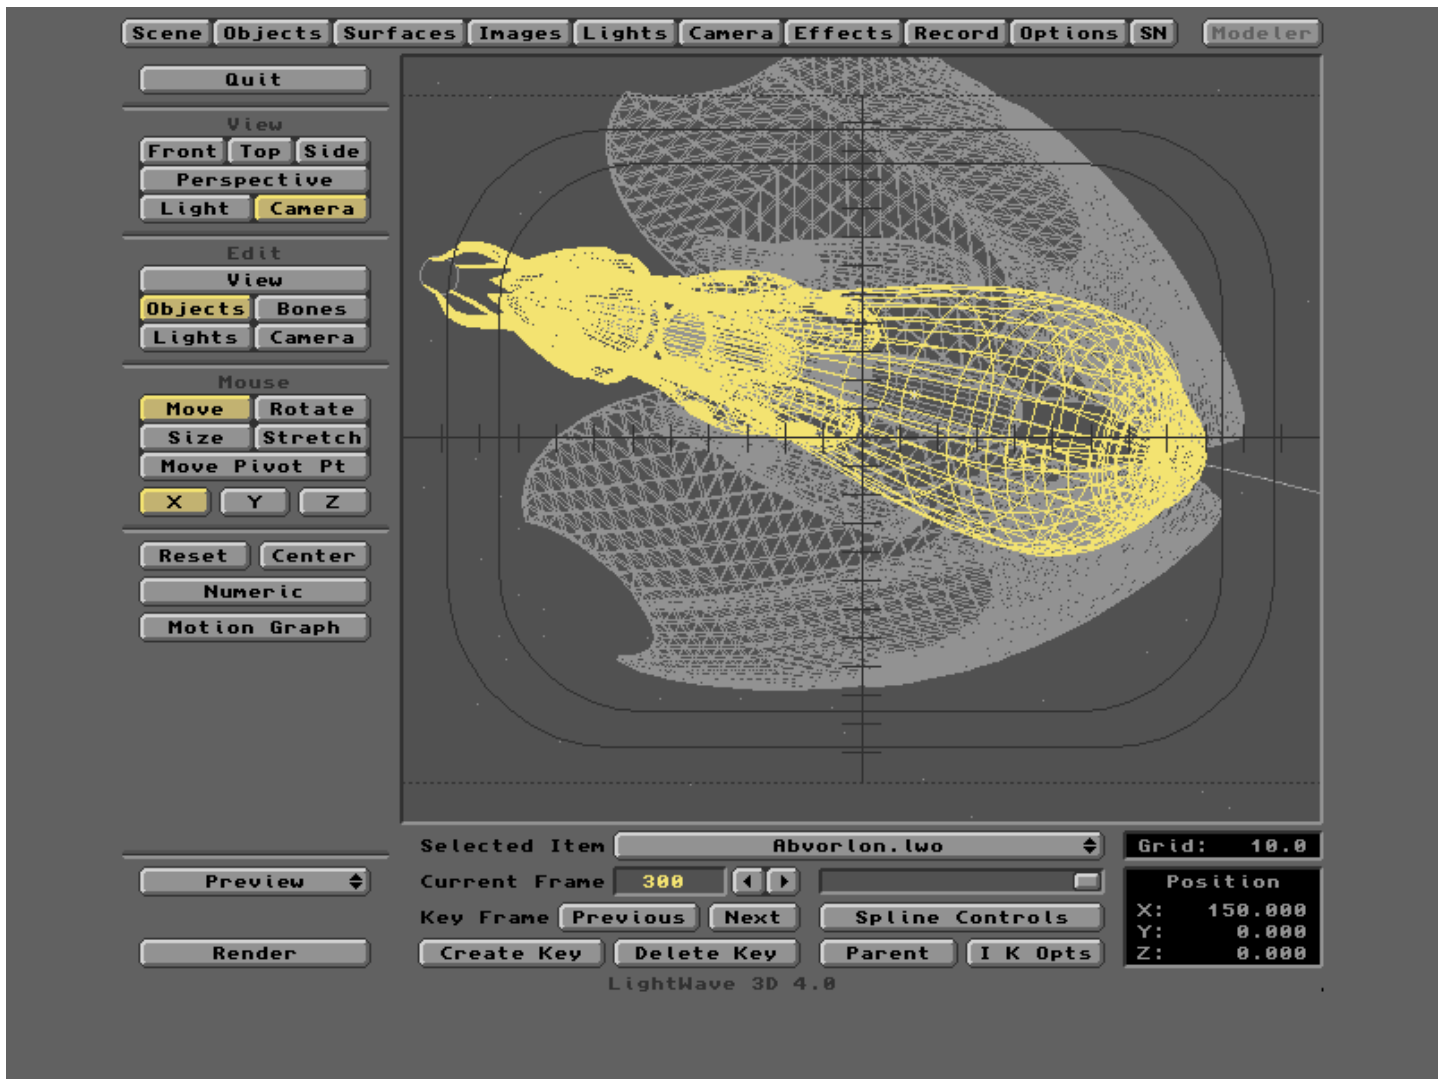 Scene Objects Surfaces Images Lights Camera Effects Record Options SN Modeler
Quit
View
Front Top Side
Perspective
Light Camera
Edit
View
Objects Bones
Lights Camera
Mouse
Move Rotate
Size Stretch
Move Pivot Pt
X Y Z
Reset Center
Numeric
Motion Graph
Preview
Render
Selected Item Abvorlon.lwo
Current Frame 300
Key Frame Previous Next Spline Controls
Create Key Delete Key Parent I K Opts
Grid: 10.0
Position
X: 150.000
Y: 0.000
Z: 0.000
LightWave 3D 4.0